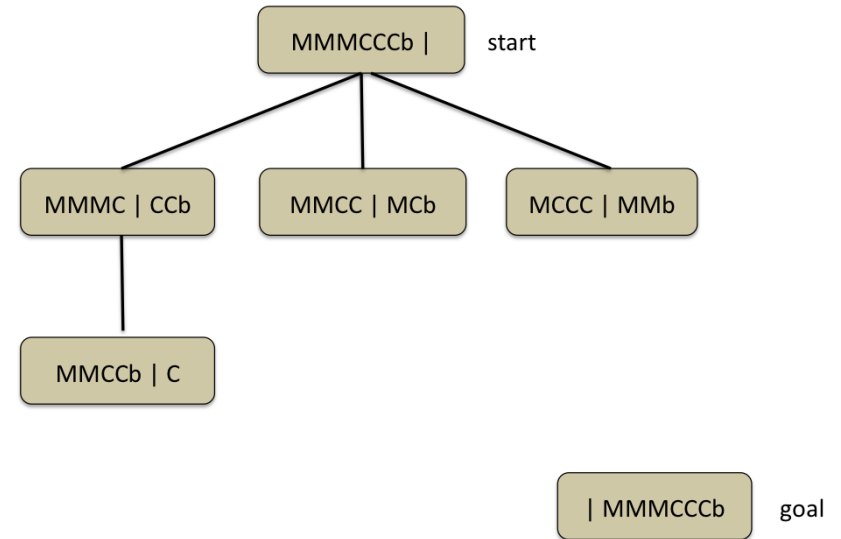 MMMCCCb | start
MMMC | CCb
MMCC | MCb
MCCC | MMb
MMCCb | C
| MMMCCCb goal